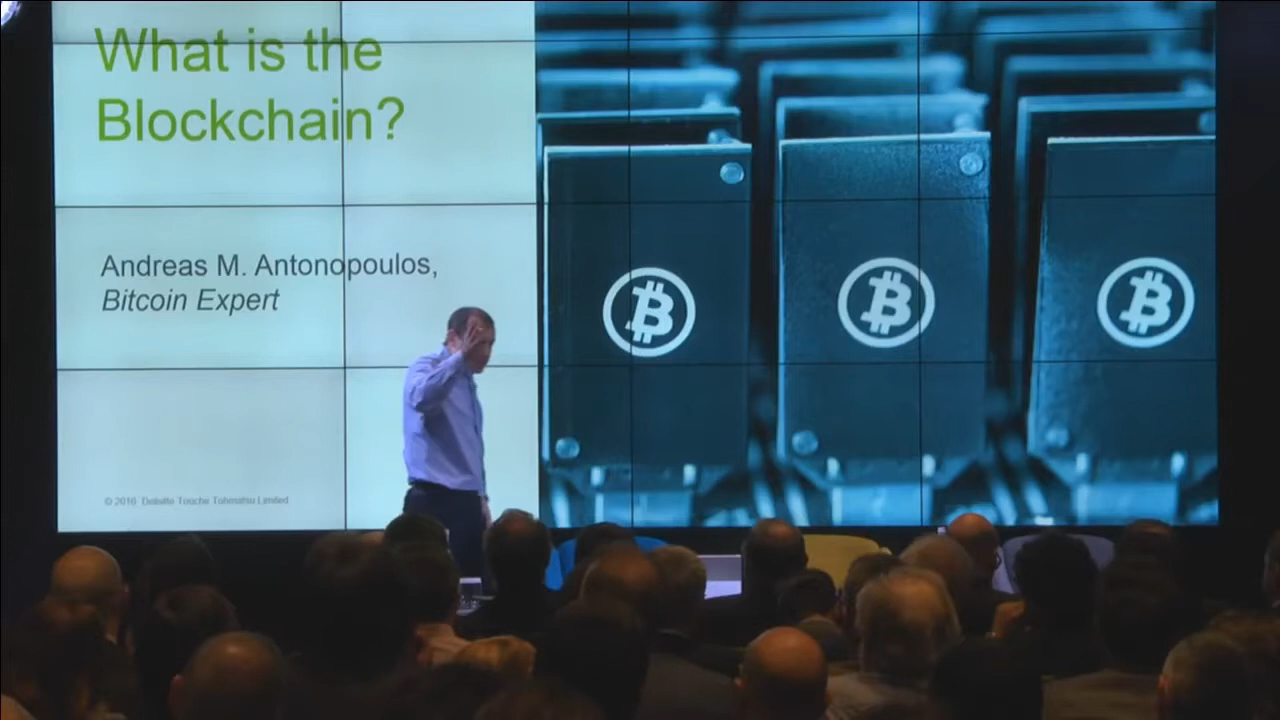 What is the
Blockchain?
Andreas M. Antonopoulos,
Bitcoin Expert
© 2016 Deloitte Touche Tohmatsu Limited